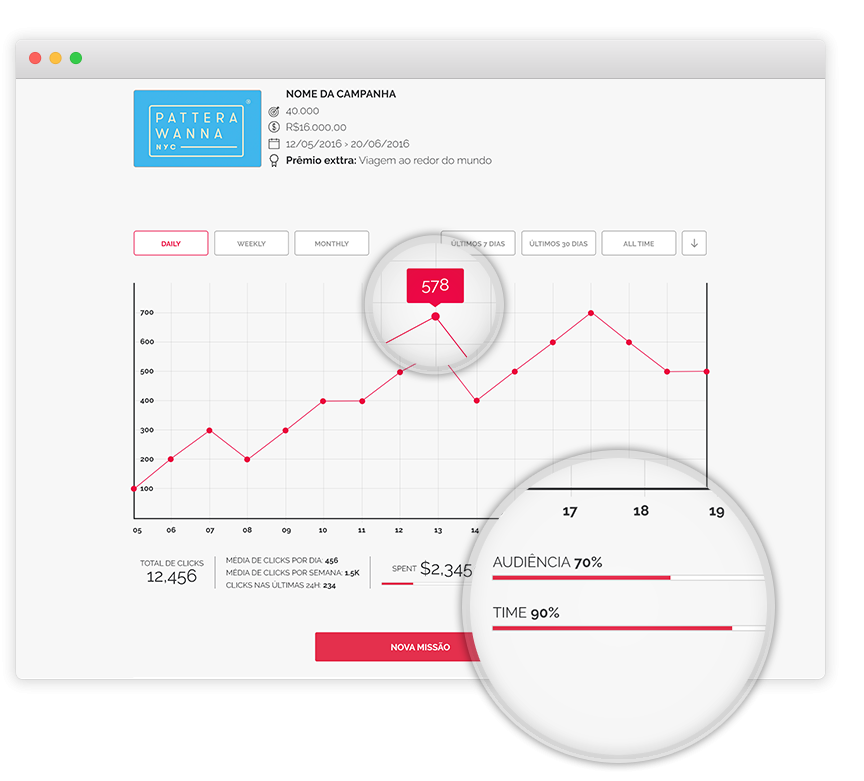 PATTERA
WANNA
NYC
®
NOME DA CAMPANHA
40.000
R$16.000,00
12/05/2016 > 20/06/2016
Prêmio exttra: Viagem ao redor do mundo
DAILY
WEEKLY
MONTHLY
ÚLTIMOS 7 DIAS
ÚLTIMOS 30 DIAS
ALL TIME
578
700
600
500
400
300
200
100
05 06 07 08 09 10 11 12 13 14
17 18 19
TOTAL DE CLICKS
12,456
MÉDIA DE CLICKS POR DIA: 456
MÉDIA DE CLICKS POR SEMANA: 1.5K
CLICKS NAS ÚLTIMAS 24H: 234
SPENT $2,345
AUDIÊNCIA 70%
TIME 90%
NOVA MISSÃO